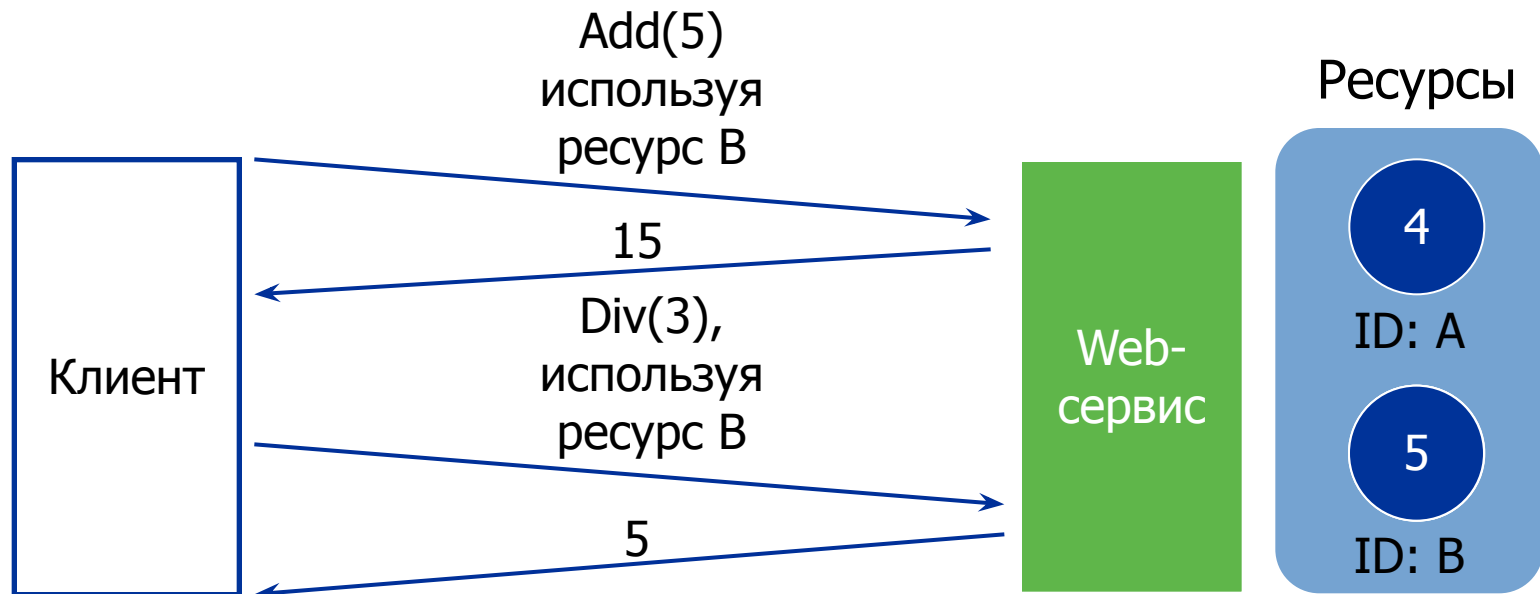 Add(5)
используя
ресурс B
15
Div(3),
используя
ресурс B
5
Клиент
Web-
сервис
Ресурсы
4
ID: A
5
ID: B